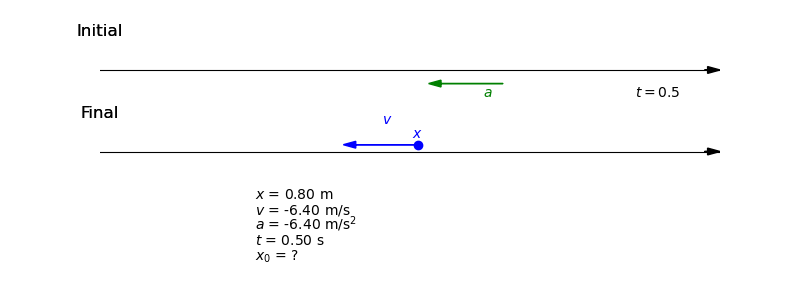 Initial
a
t = 0.5
Final
v
x
x = 0.80 m
v = -6.40 m/s
a = -6.40 m/s²
t = 0.50 s
x₀ = ?